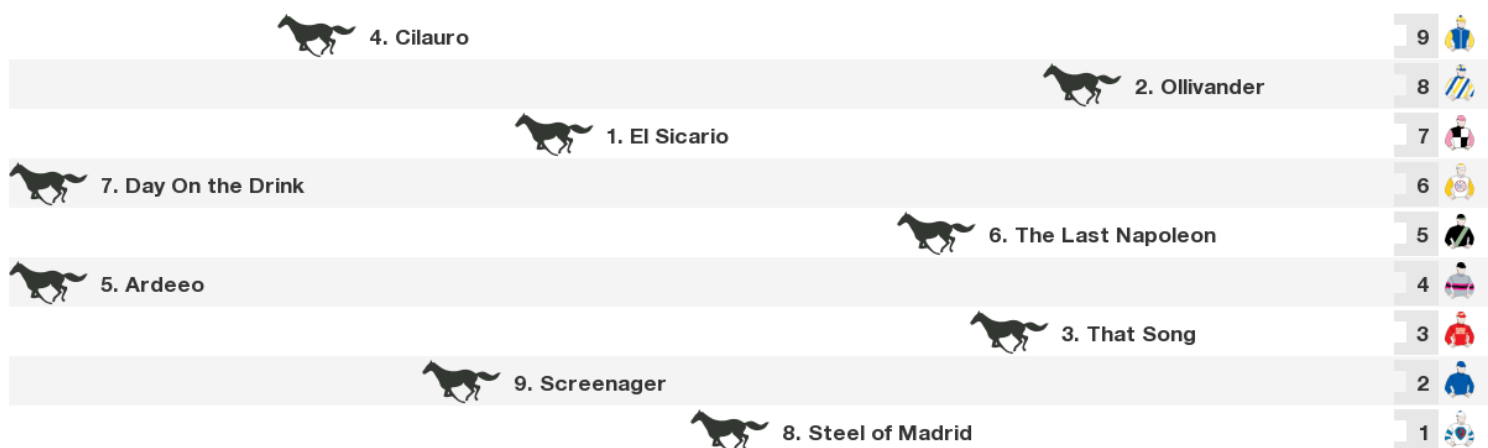 4. Cilauro 9
2. Ollivander 8
1. El Sicario 7
7. Day On the Drink 6
6. The Last Napoleon 5
5. Ardeeo 4
3. That Song 3
9. Screenager 2
8. Steel of Madrid 1